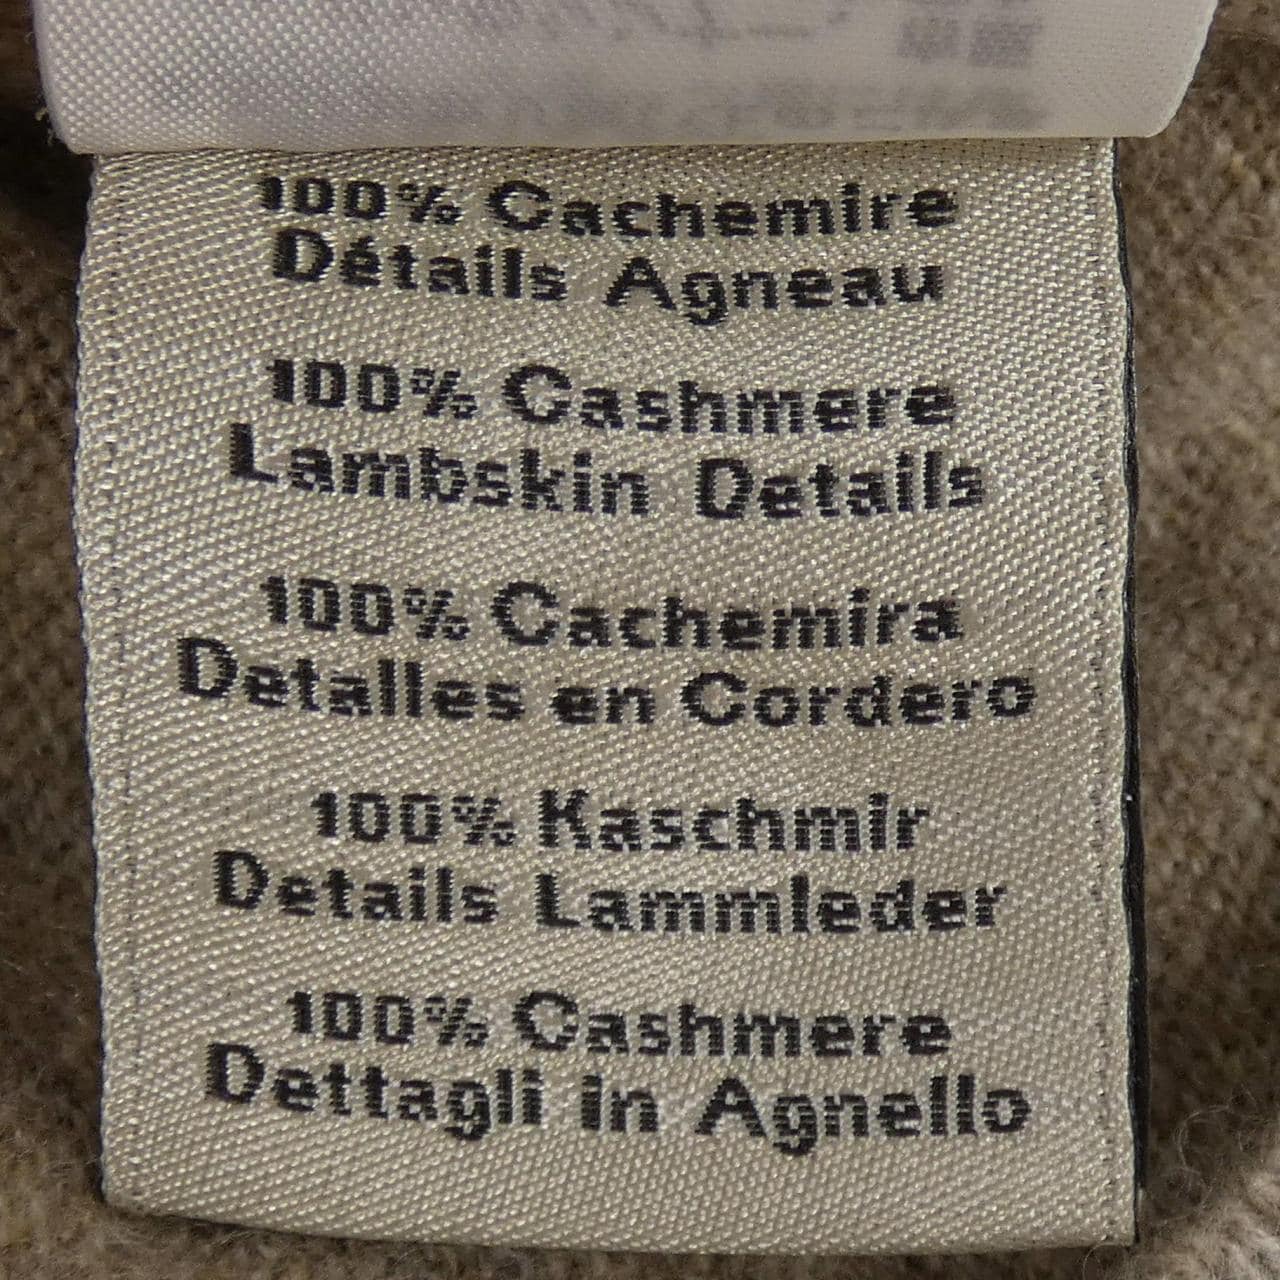 100% Cachemire
Détails Agneau
100% Cashmere
Lambskin Details
100% Cachemira
Detalles en Cordero
100% Kaschmir
Details Lammleder
100% Cashmere
Dettagli in Agnello